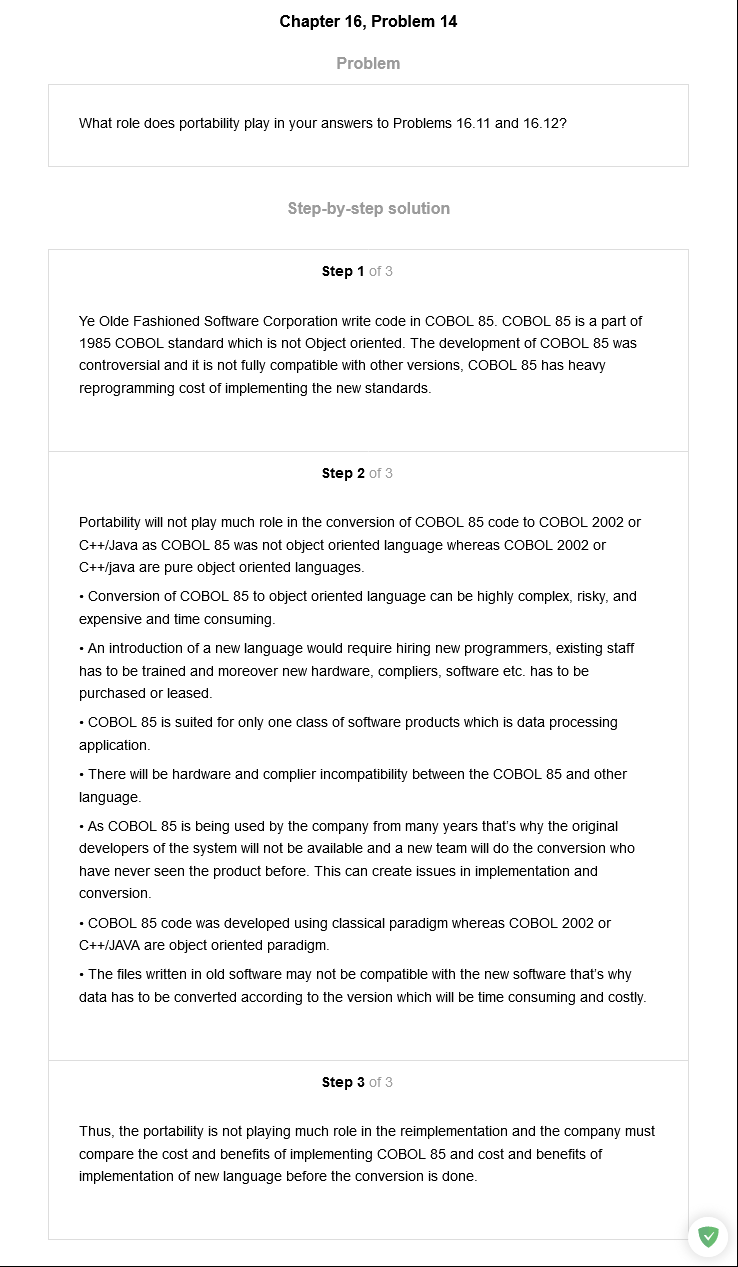 Chapter 16, Problem 14
Problem
What role does portability play in your answers to Problems 16.11 and 16.12?
Step-by-step solution
Step 1 of 3
Ye Olde Fashioned Software Corporation write code in COBOL 85. COBOL 85 is a part of
1985 COBOL standard which is not Object oriented. The development of COBOL 85 was
controversial and it is not fully compatible with other versions, COBOL 85 has heavy
reprogramming cost of implementing the new standards.
Step 2 of 3
Portability will not play much role in the conversion of COBOL 85 code to COBOL 2002 or
C++/Java as COBOL 85 was not object oriented language whereas COBOL 2002 or
C++/java are pure object oriented languages.
• Conversion of COBOL 85 to object oriented language can be highly complex, risky, and
expensive and time consuming.
• An introduction of a new language would require hiring new programmers, existing staff
has to be trained and moreover new hardware, compliers, software etc. has to be
purchased or leased.
• COBOL 85 is suited for only one class of software products which is data processing
application.
• There will be hardware and complier incompatibility between the COBOL 85 and other
language.
• As COBOL 85 is being used by the company from many years that’s why the original
developers of the system will not be available and a new team will do the conversion who
have never seen the product before. This can create issues in implementation and
conversion.
• COBOL 85 code was developed using classical paradigm whereas COBOL 2002 or
C++/JAVA are object oriented paradigm.
• The files written in old software may not be compatible with the new software that’s why
data has to be converted according to the version which will be time consuming and costly.
Step 3 of 3
Thus, the portability is not playing much role in the reimplementation and the company must
compare the cost and benefits of implementing COBOL 85 and cost and benefits of
implementation of new language before the conversion is done.